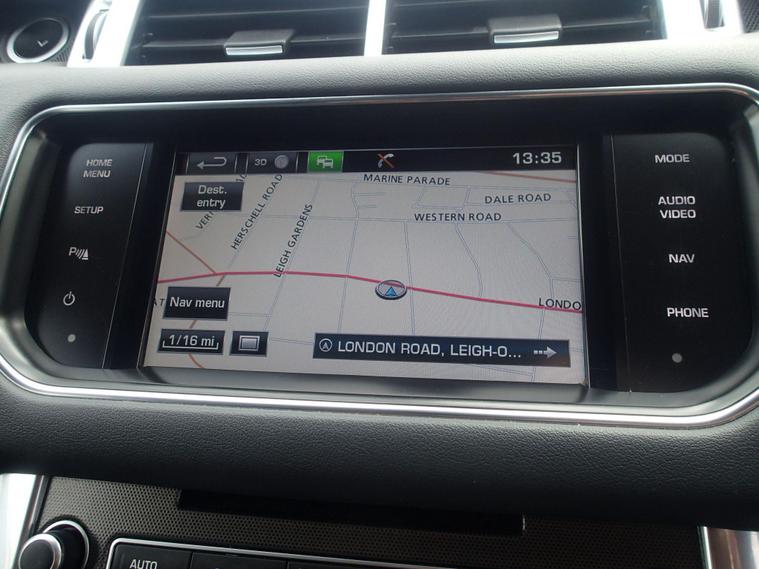 HOME
MENU
SETUP
P
3D
13:35
Dest.
entry
MARINE PARADE
DALE ROAD
WESTERN ROAD
HERSCHELL ROAD
LEIGH GARDENS
LONDO
Nav menu
1/16 mi
LONDON ROAD, LEIGH-O...
MODE
AUDIO
VIDEO
NAV
PHONE
AUTO